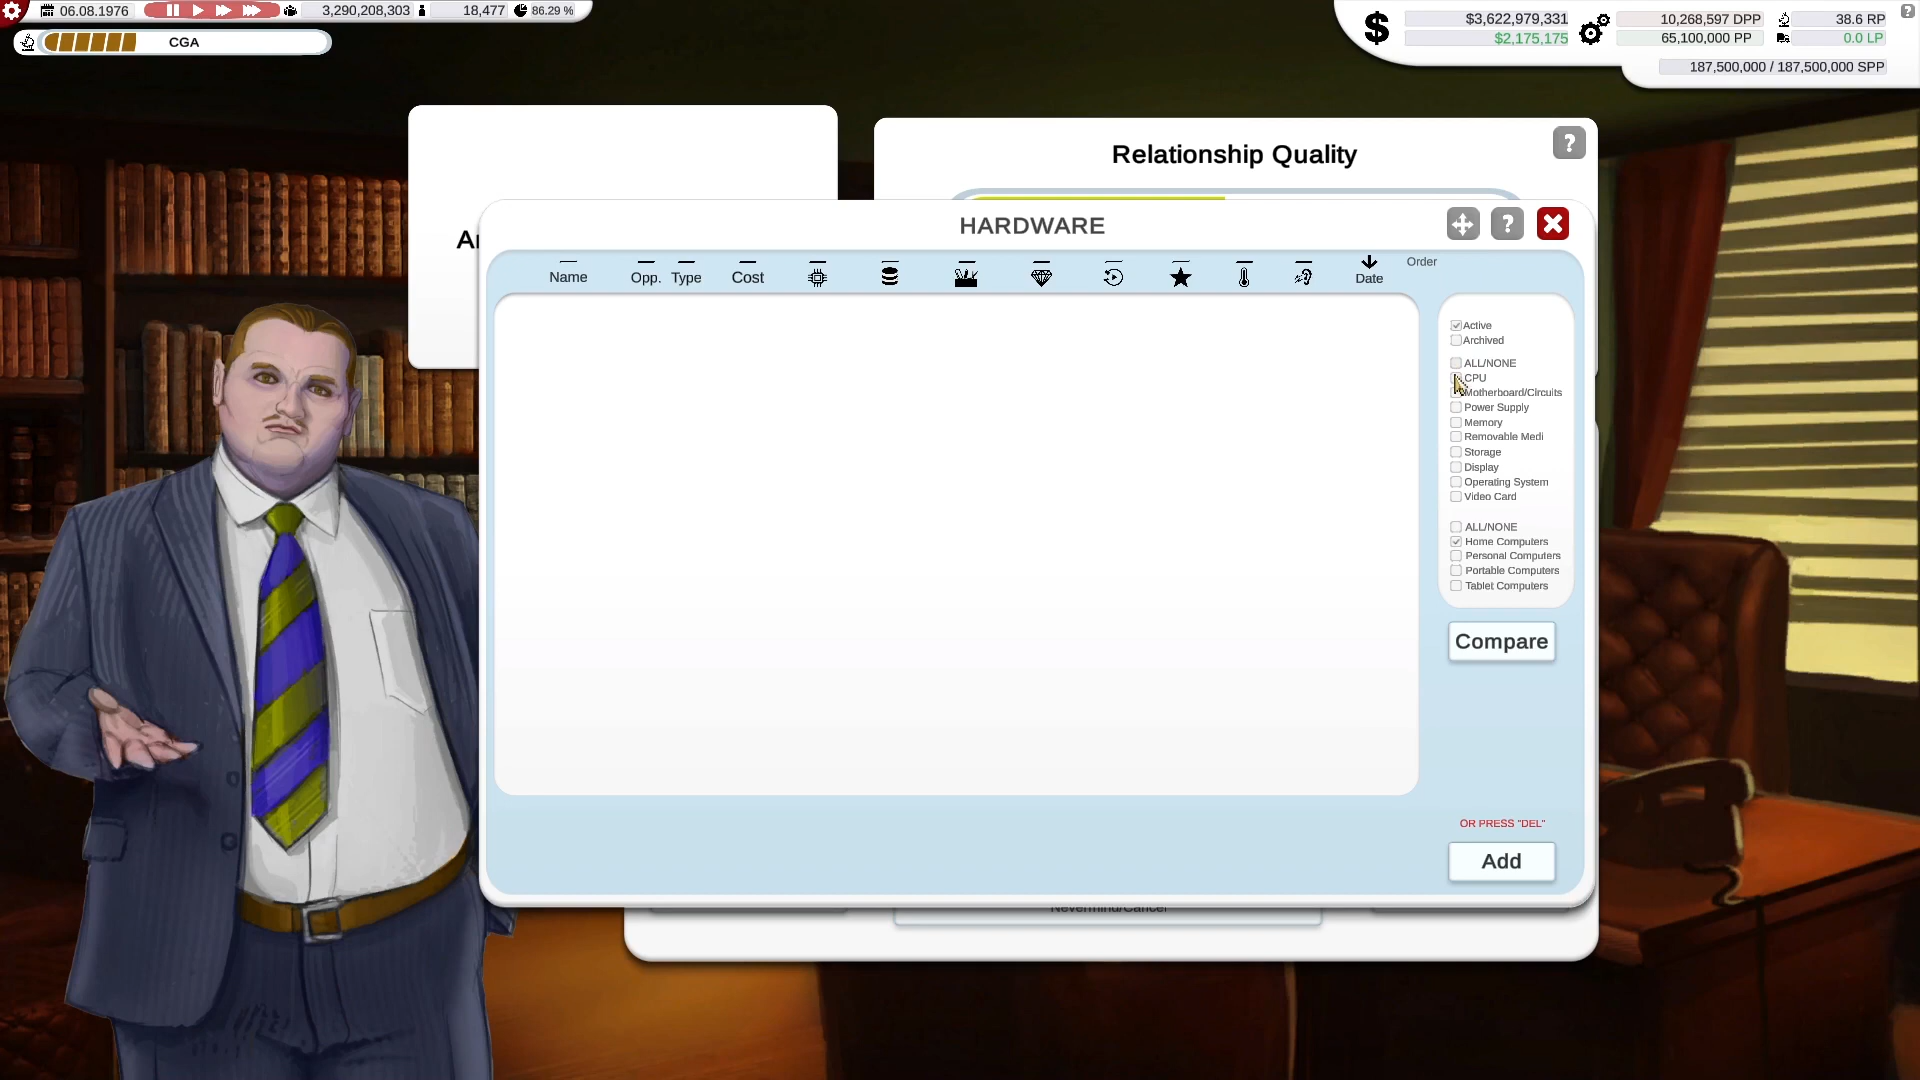 06.08.1976
3,290,208,303
18,477
86.29 %
$3,622,979,331
10,268,597 DPP
38.6 RP
?
$2,175,175
65,100,000 PP
0.0 LP
CGA
187,500,000 / 187,500,000 SPP
Relationship Quality
?
HARDWARE
?
Name
Opp.
Type
Cost
Date
Order
Active
Archived
ALL/NONE
CPU
Motherboard/Circuits
Power Supply
Memory
Removable Medi
Storage
Display
Operating System
Video Card
ALL/NONE
Home Computers
Personal Computers
Portable Computers
Tablet Computers
Compare
OR PRESS "DEL"
Add
Nevermind/Cancel